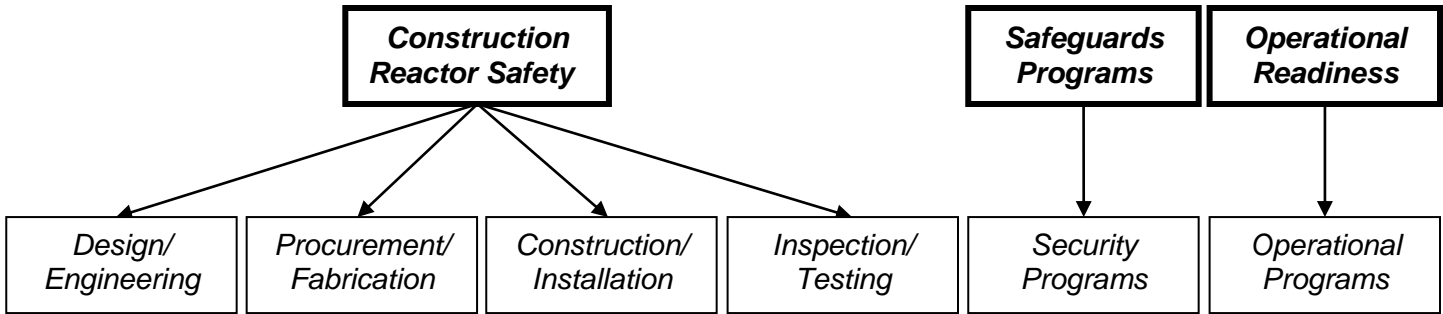 Construction
Reactor Safety
Safeguards
Programs
Operational
Readiness
Design/
Engineering
Procurement/
Fabrication
Construction/
Installation
Inspection/
Testing
Security
Programs
Operational
Programs